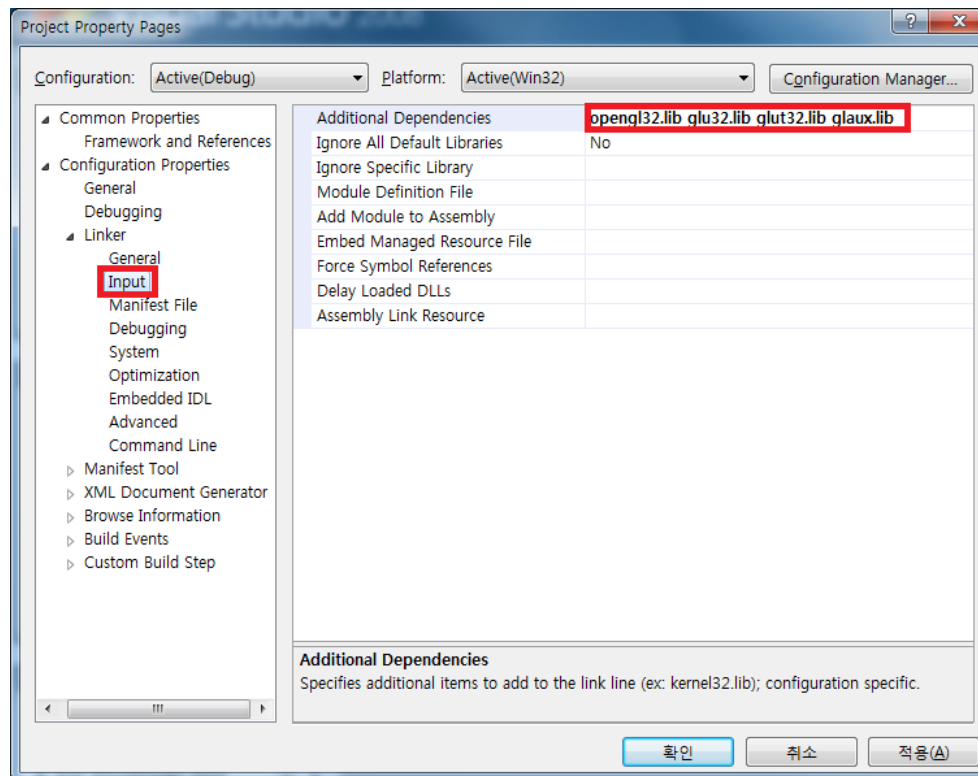 Project Property Pages
Configuration: Active(Debug) Platform: Active(Win32) Configuration Manager...
Common Properties
Framework and References
Configuration Properties
General
Debugging
Linker
General
Input
Manifest File
Debugging
System
Optimization
Embedded IDL
Advanced
Command Line
Manifest Tool
XML Document Generator
Browse Information
Build Events
Custom Build Step
Additional Dependencies opengl32.lib glu32.lib glut32.lib glaux.lib
Ignore All Default Libraries No
Ignore Specific Library
Module Definition File
Add Module to Assembly
Embed Managed Resource File
Force Symbol References
Delay Loaded DLLs
Assembly Link Resource
Additional Dependencies
Specifies additional items to add to the link line (ex: kernel32.lib); configuration specific.
확인 취소 적용(A)